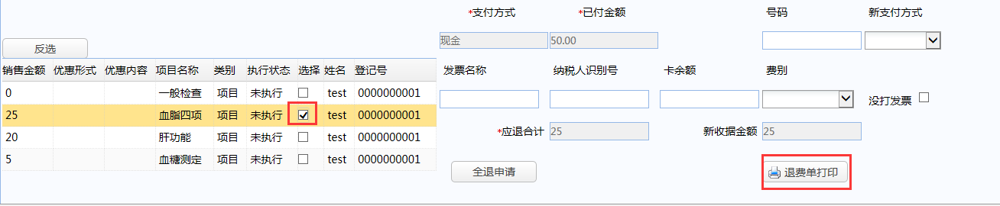 *支付方式 *已付金额 号码 新支付方式
反选 现金 50.00
销售金额 优惠形式 优惠内容 项目名称 类别 执行状态 选择 姓名 登记号
0 一般检查 项目 未执行 test 0000000001
25 血脂四项 项目 未执行 test 0000000001
20 肝功能 项目 未执行 test 0000000001
5 血糖测定 项目 未执行 test 0000000001
发票名称 纳税人识别号 卡余额 费别
没打发票
*应退合计 25 新收据金额 25
全退申请 退费单打印